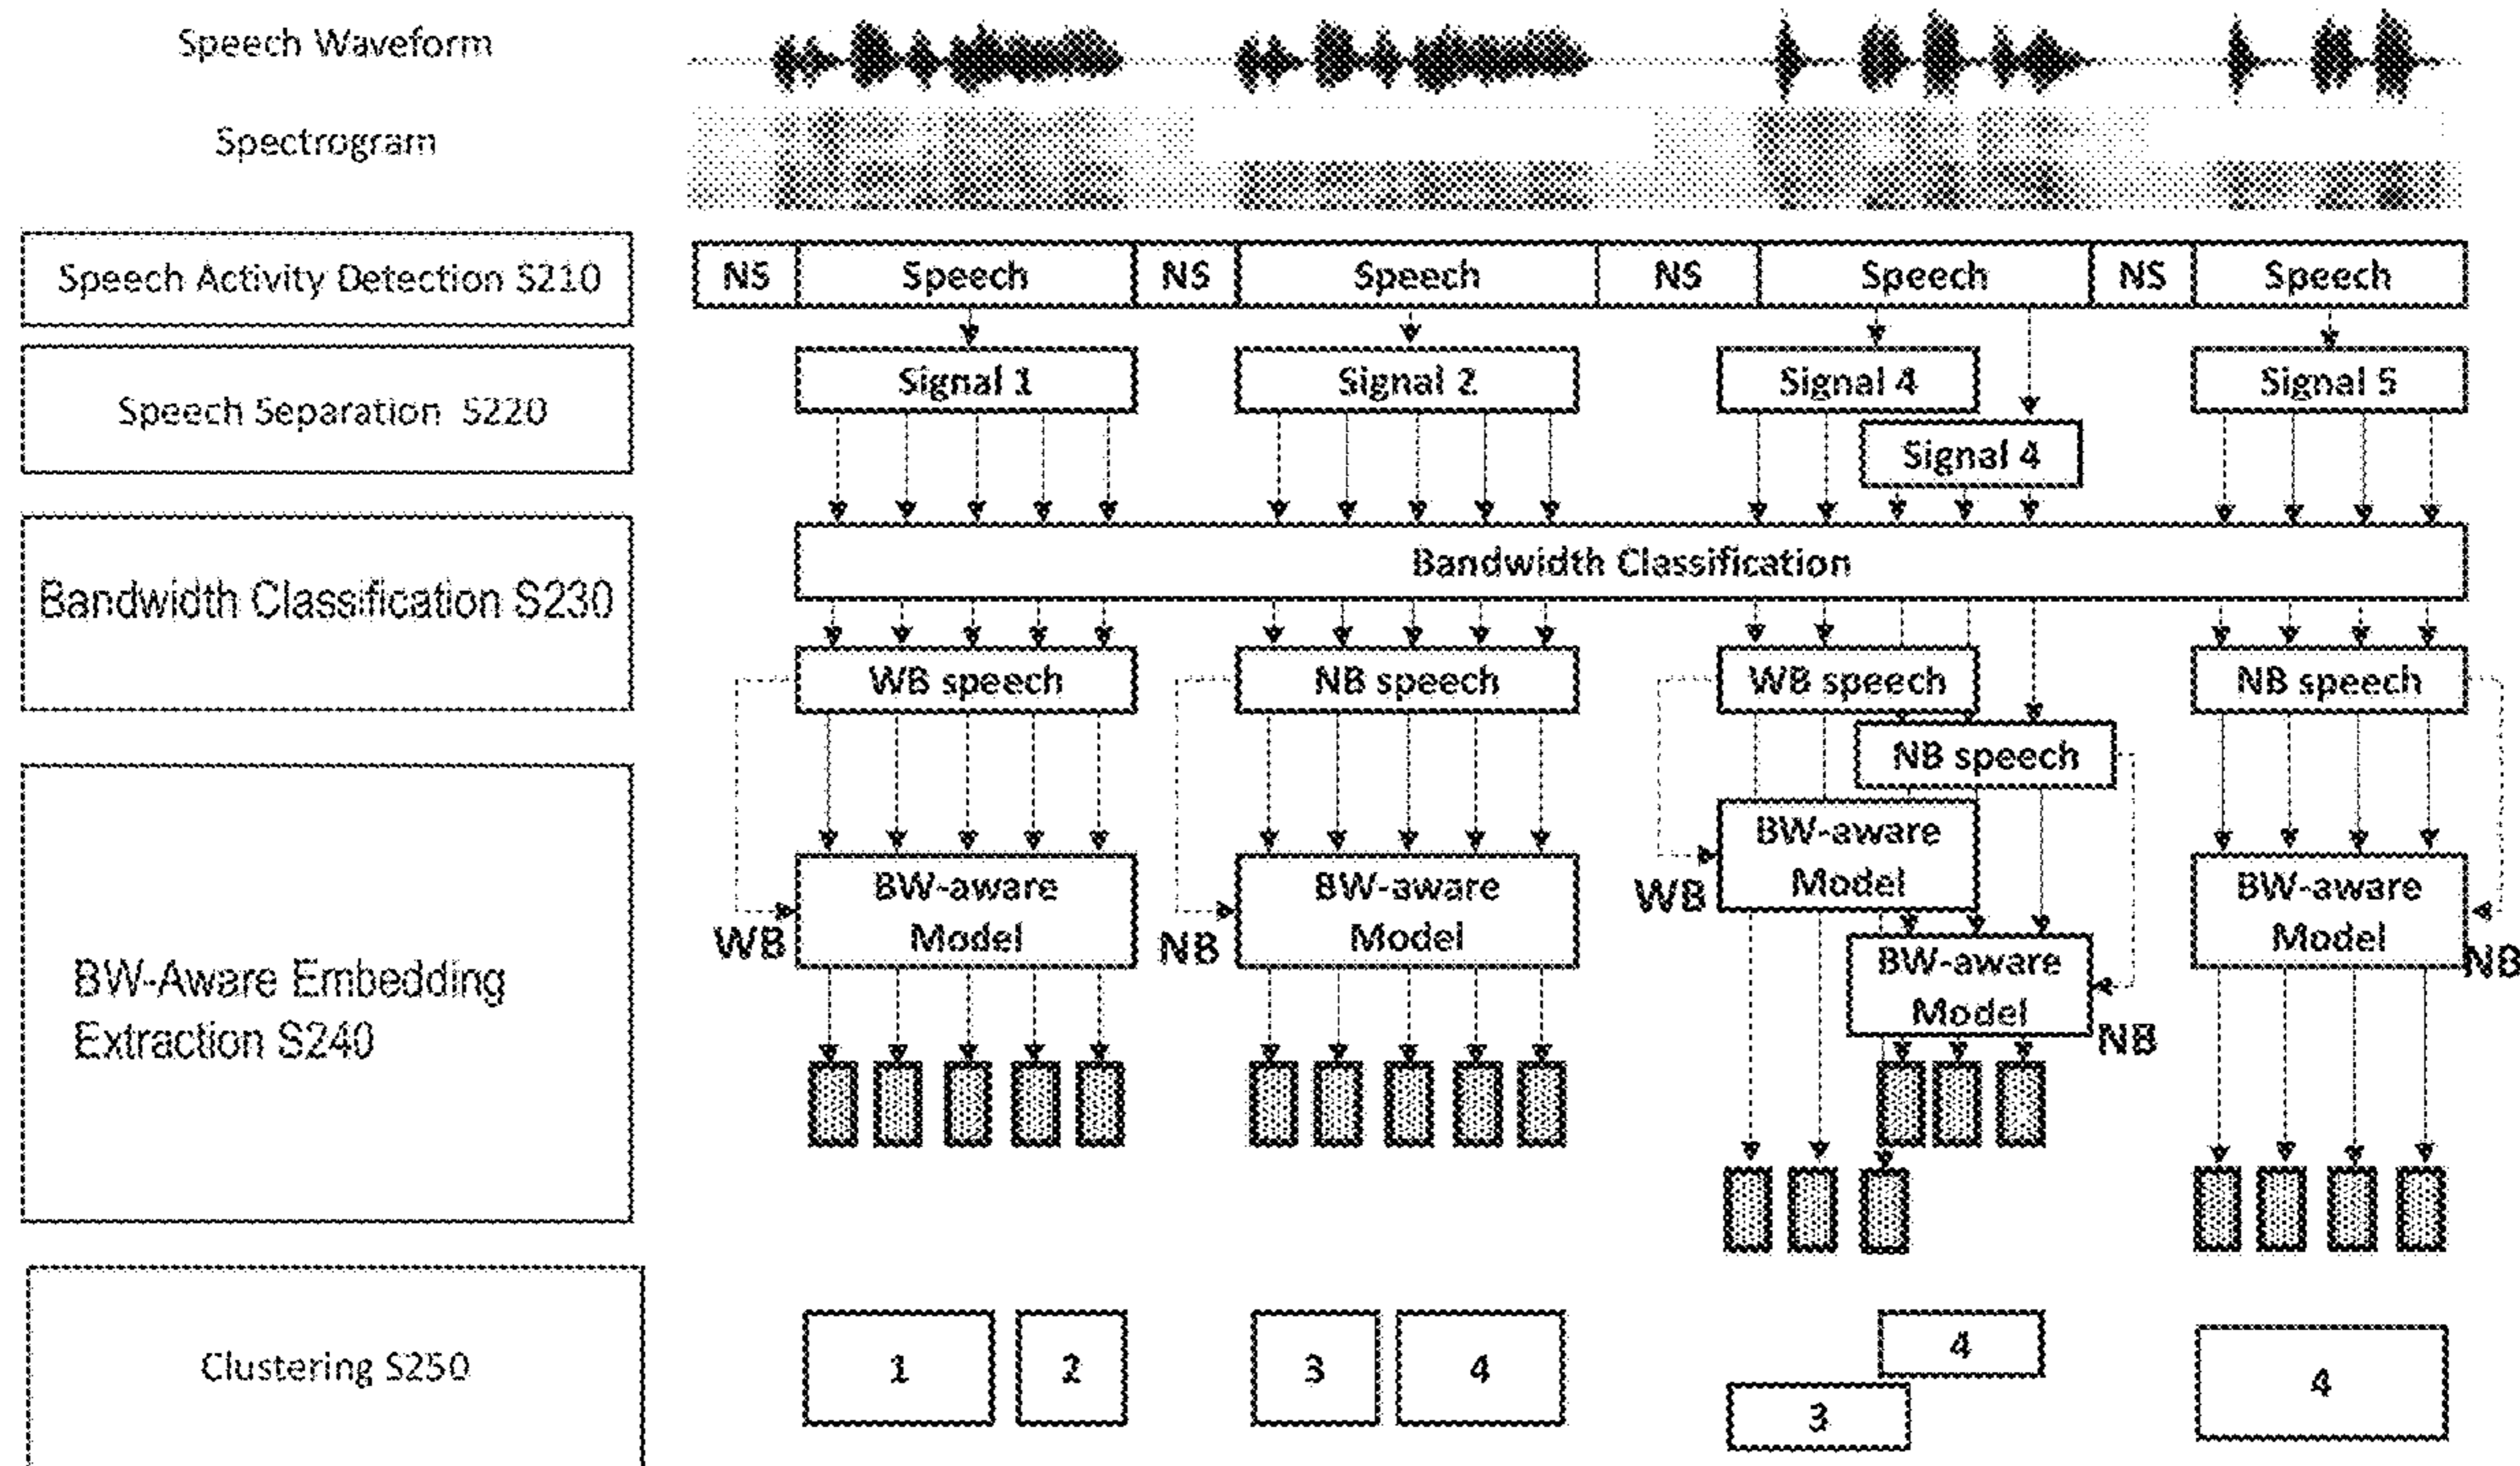 Speech Waveform
Spectrogram
Speech Activity Detection S210
NS Speech NS Speech NS Speech NS Speech
Speech Separation S220
Signal 1 Signal 2 Signal 4 Signal 5
Signal 4
Bandwidth Classification S230
Bandwidth Classification
WB speech NB speech WB speech NB speech
NB speech
BW-Aware Embedding
Extraction S240
WB
BW-aware
Model
NB
BW-aware
Model
WB
BW-aware
Model
BW-aware
Model
NB
BW-aware
Model
NB
Clustering S250
1 2 3 4 4 4
3